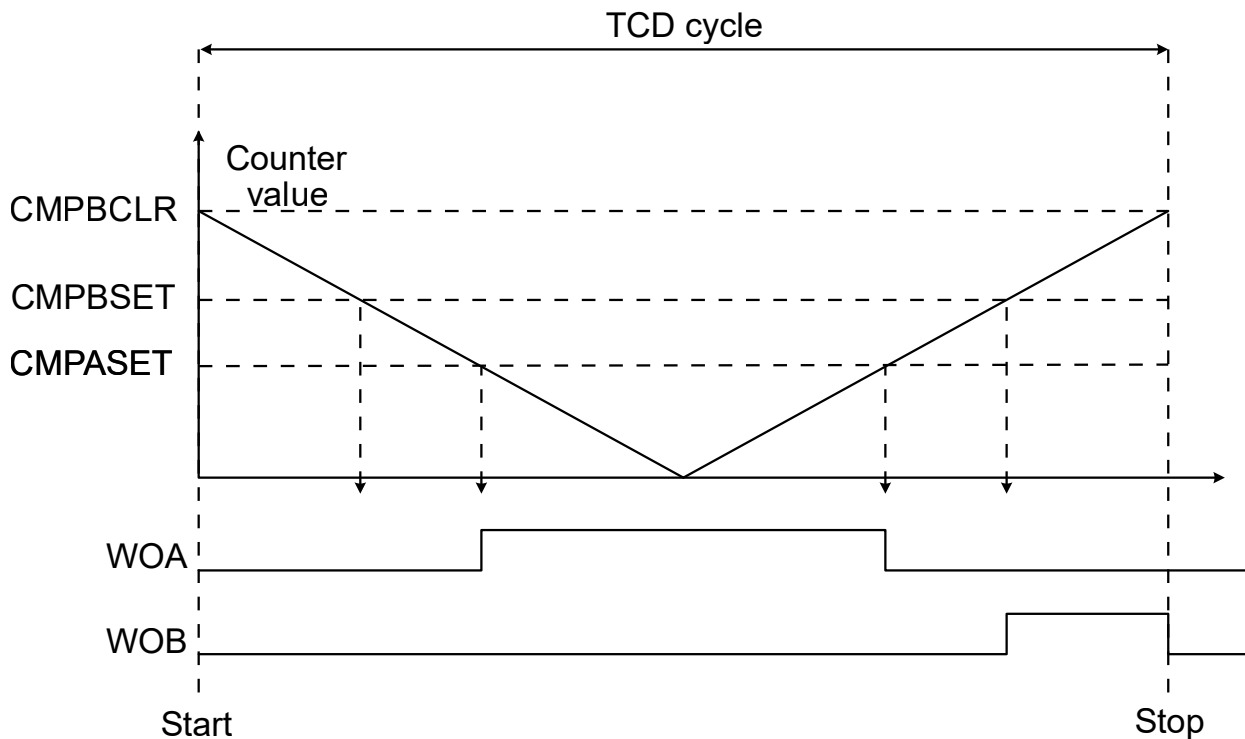 TCD cycle
Counter
value
CMPBCLR
CMPBSET
CMPASET
WOA
WOB
Start
Stop